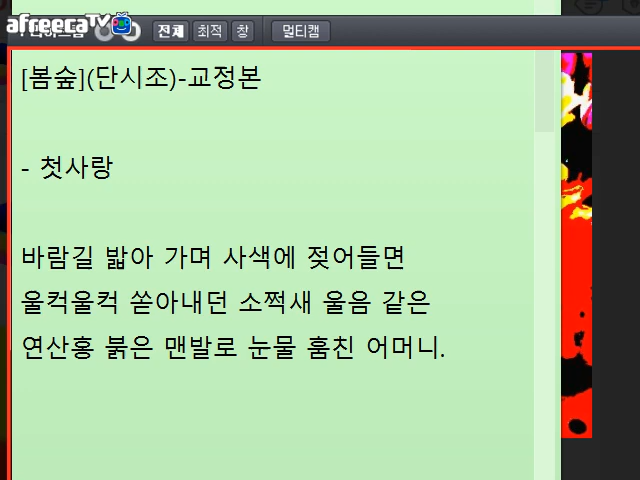 afreecaTV
전체 최적 창 멀티캠
[봄숲](단시조)-교정본
- 첫사랑
바람길 밟아 가며 사색에 젖어들면
울컥울컥 쏟아내던 소쩍새 울음 같은
연산홍 붉은 맨발로 눈물 훔친 어머니.